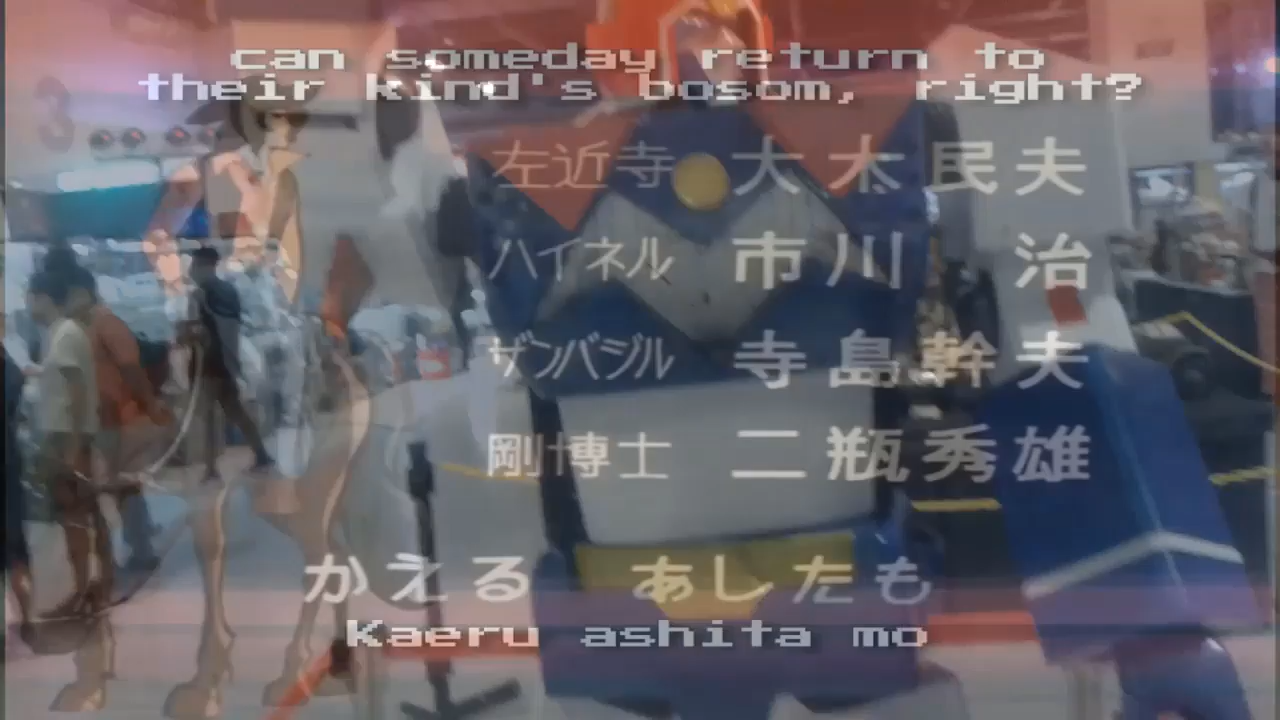 can someday return to
their kind's bosom, right?
左近寺 大木民夫
ハイネル 市川 治
ザンバジル 寺島幹夫
剛博士 二瓶秀雄
かえる あしたも
Kaeru ashita mo